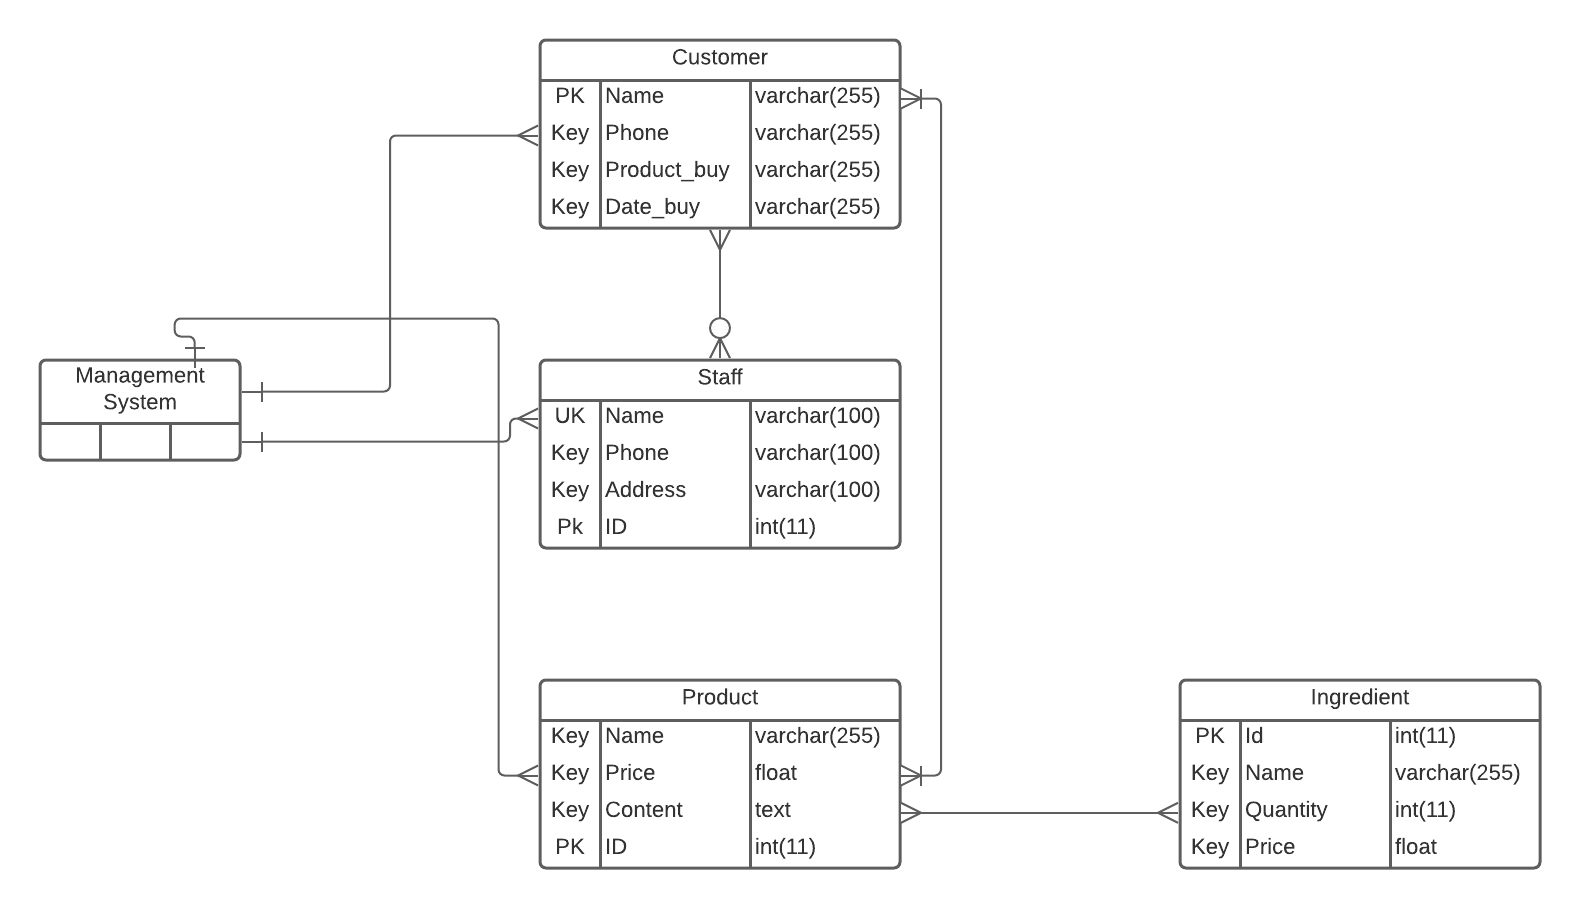 Customer
PK Name varchar(255)
Key Phone varchar(255)
Key Product_buy varchar(255)
Key Date_buy varchar(255)
Management
System
Staff
UK Name varchar(100)
Key Phone varchar(100)
Key Address varchar(100)
Pk ID int(11)
Product
Key Name varchar(255)
Key Price float
Key Content text
PK ID int(11)
Ingredient
PK Id int(11)
Key Name varchar(255)
Key Quantity int(11)
Key Price float